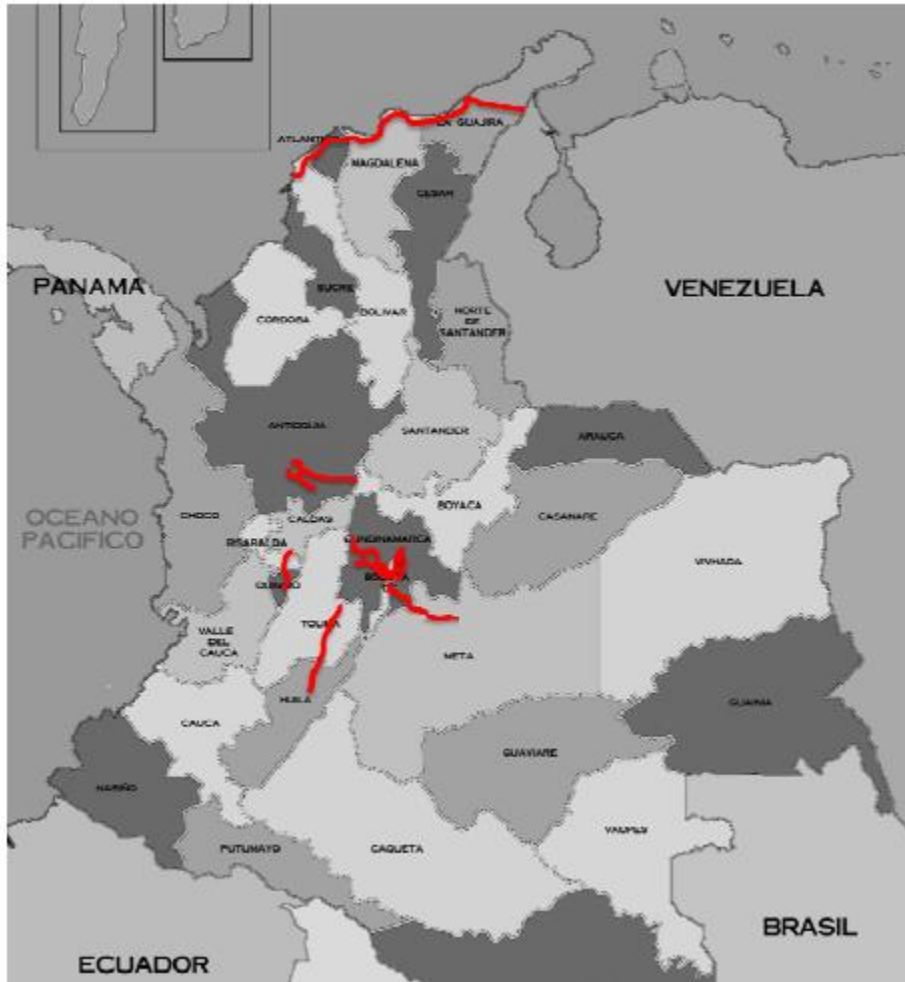 ATLANTICO
LA GUAJIRA
MAGDALENA
CESAR
PANAMA
VENEZUELA
SUCRE
CORDOBA
BOLIVAR
NORTE
DE
SANTANDER
ANTIOQUIA
SANTANDER
ARAUCA
OCEANO
PACIFICO
CHOCO
CALDAS
BOYACA
CASANARE
RISARALDA
CUNDINAMARCA
VIVHADA
QUINDIO
BOGOTA
TOLIMA
VALLE
DEL
CAUCA
META
HUILA
CAUCA
GUAINIA
GUAVIARE
NARIÑO
VAUPES
PUTUMAYO
CAQUETA
BRASIL
ECUADOR